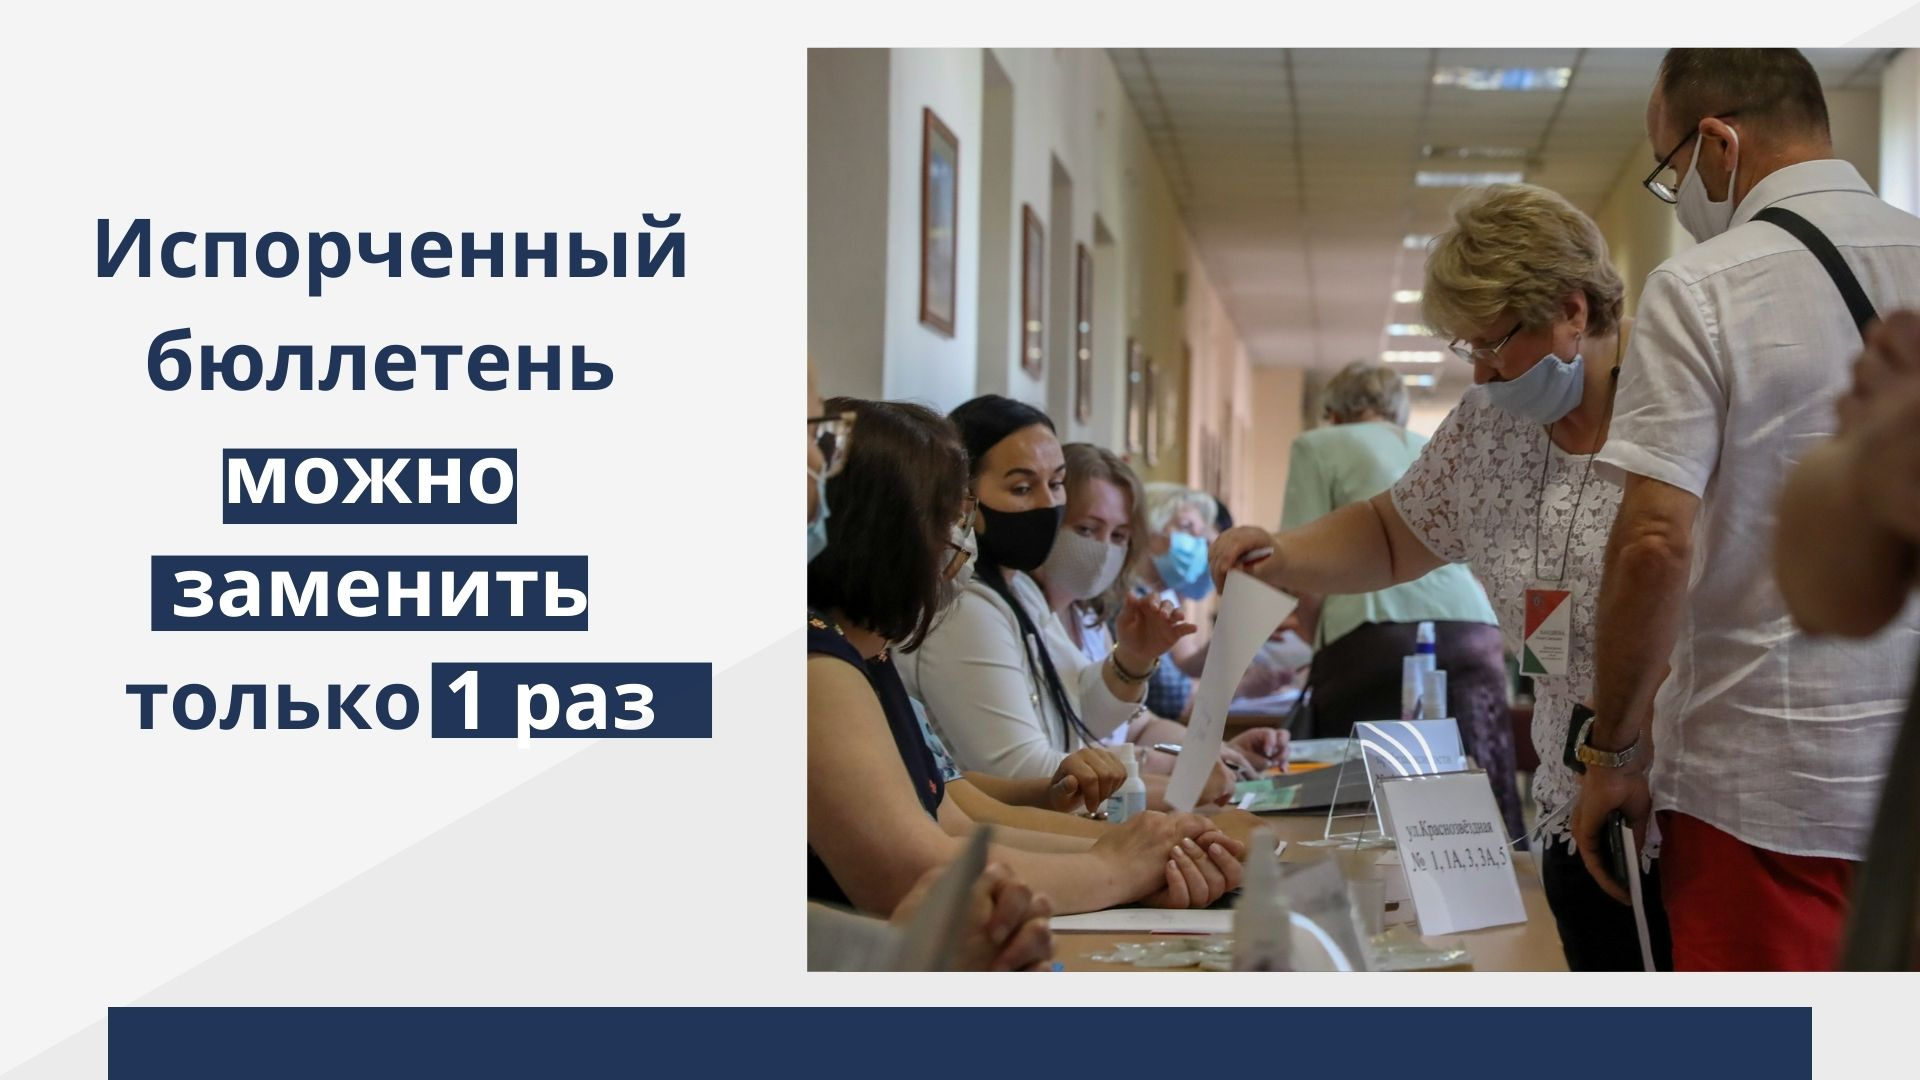 Испорченный
бюллетень
можно
заменить
только 1 раз
ул.Краснозвёздная
№ 1, 1А, 3, 3А, 5